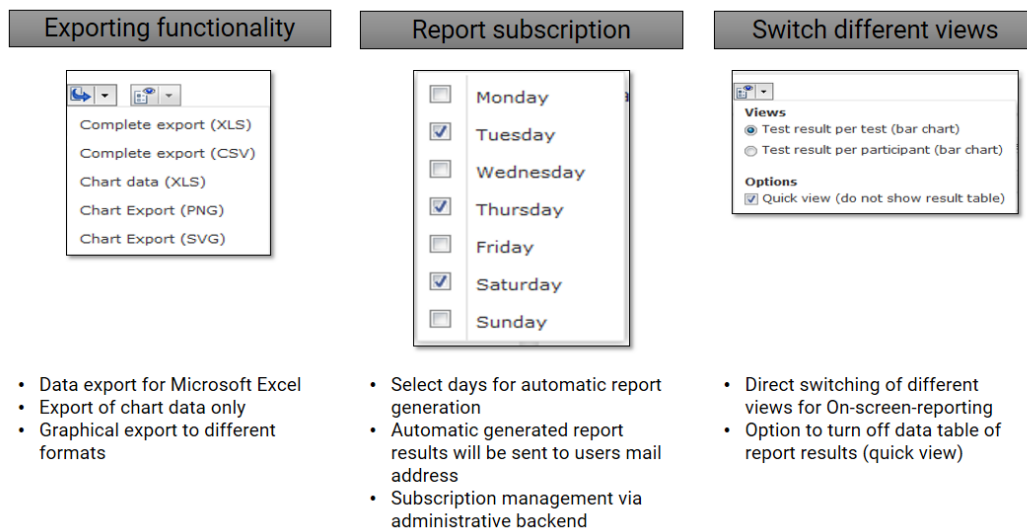 Exporting functionality
Complete export (XLS)
Complete export (CSV)
Chart data (XLS)
Chart Export (PNG)
Chart Export (SVG)
• Data export for Microsoft Excel
• Export of chart data only
• Graphical export to different
formats
Report subscription
Monday
Tuesday
Wednesday
Thursday
Friday
Saturday
Sunday
• Select days for automatic report
generation
• Automatic generated report
results will be sent to users mail
address
• Subscription management via
administrative backend
Switch different views
Views
Test result per test (bar chart)
Test result per participant (bar chart)
Options
Quick view (do not show result table)
• Direct switching of different
views for On-screen-reporting
• Option to turn off data table of
report results (quick view)